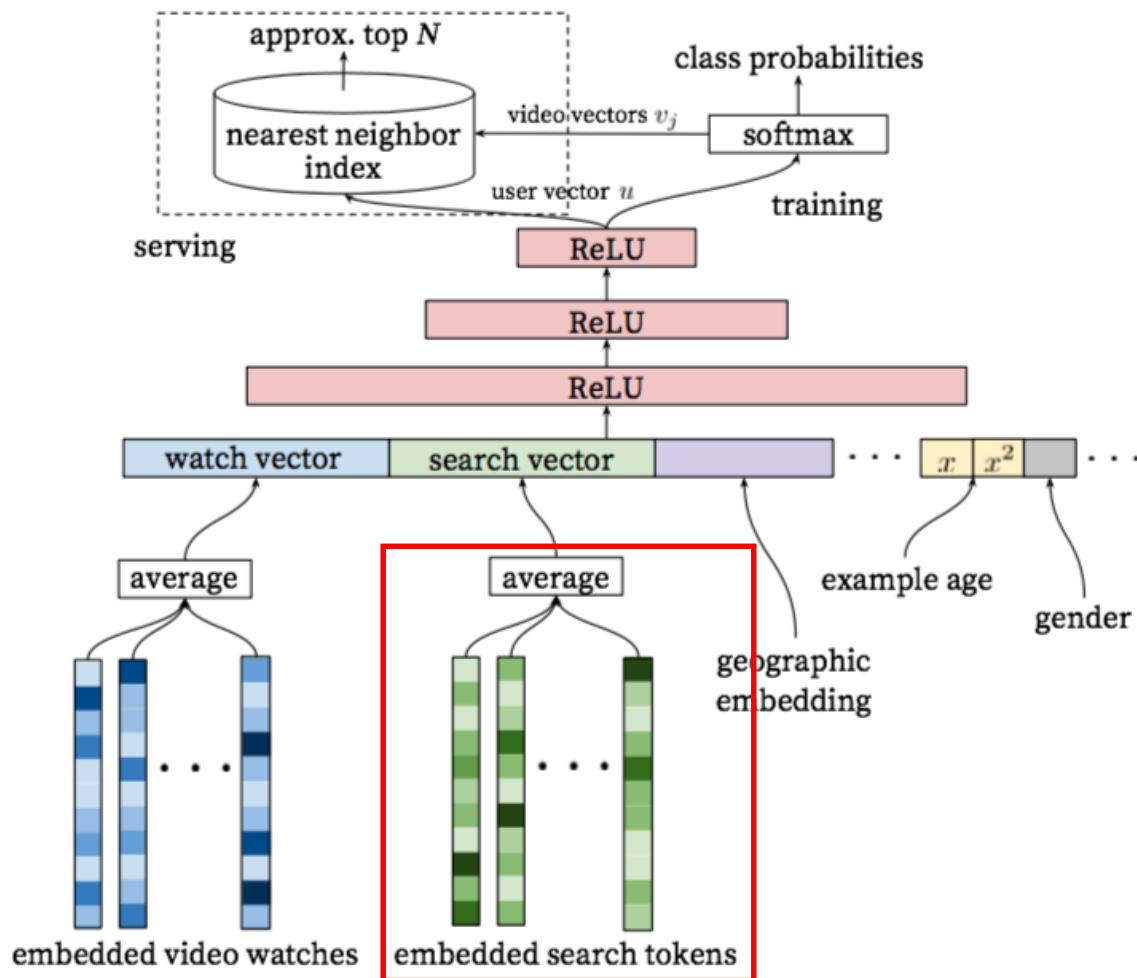 approx. top N
class probabilities
video vectors v_j
nearest neighbor
index
softmax
user vector u
training
serving
ReLU
ReLU
ReLU
watch vector
search vector
. . .
x
x²
. . .
average
average
example age
gender
geographic
embedding
. . .
. . .
embedded video watches
embedded search tokens